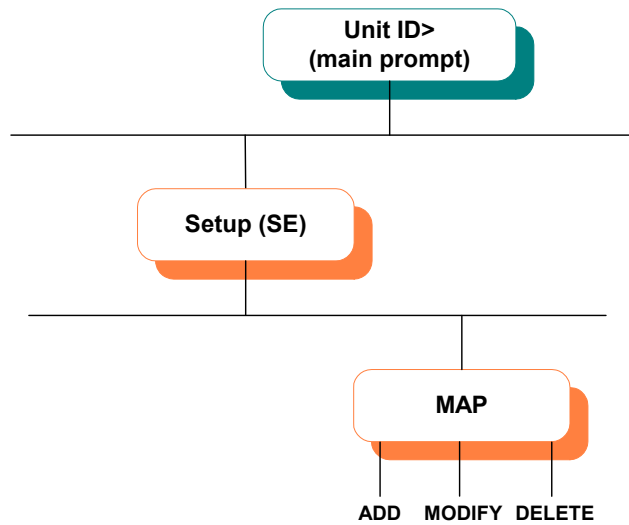 Unit ID>
(main prompt)
Setup (SE)
MAP
ADD MODIFY DELETE